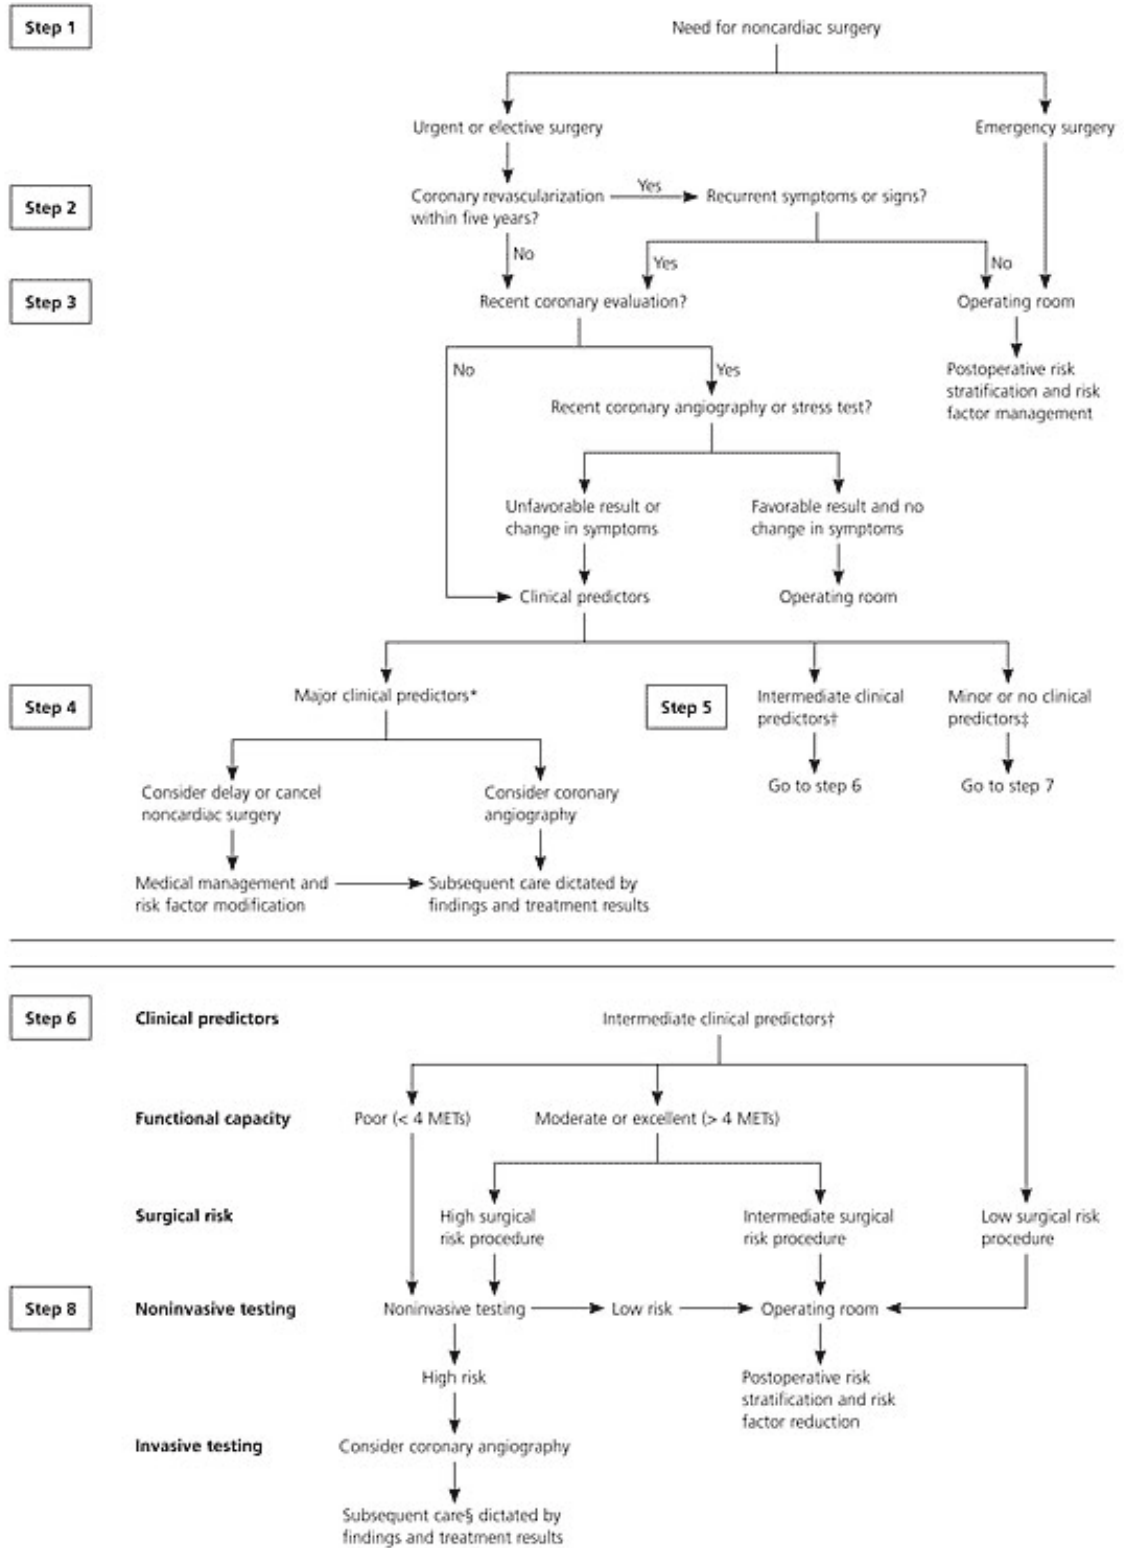 Step 1
Need for noncardiac surgery
Urgent or elective surgery
Emergency surgery
Step 2
Coronary revascularization
within five years?
Yes
Recurrent symptoms or signs?
No
Yes
No
Step 3
Recent coronary evaluation?
Operating room
No
Yes
Postoperative risk
stratification and risk
factor management
Recent coronary angiography or stress test?
Unfavorable result or
change in symptoms
Favorable result and no
change in symptoms
Clinical predictors
Operating room
Step 4
Major clinical predictors*
Step 5
Intermediate clinical
predictors†
Minor or no clinical
predictors‡
Consider delay or cancel
noncardiac surgery
Consider coronary
angiography
Go to step 6
Go to step 7
Medical management and
risk factor modification
Subsequent care dictated by
findings and treatment results
Step 6
Clinical predictors
Intermediate clinical predictors†
Functional capacity
Poor (< 4 METs)
Moderate or excellent (> 4 METs)
Surgical risk
High surgical
risk procedure
Intermediate surgical
risk procedure
Low surgical risk
procedure
Step 8
Noninvasive testing
Noninvasive testing
Low risk
Operating room
High risk
Postoperative risk
stratification and risk
factor reduction
Invasive testing
Consider coronary angiography
Subsequent care§ dictated by
findings and treatment results